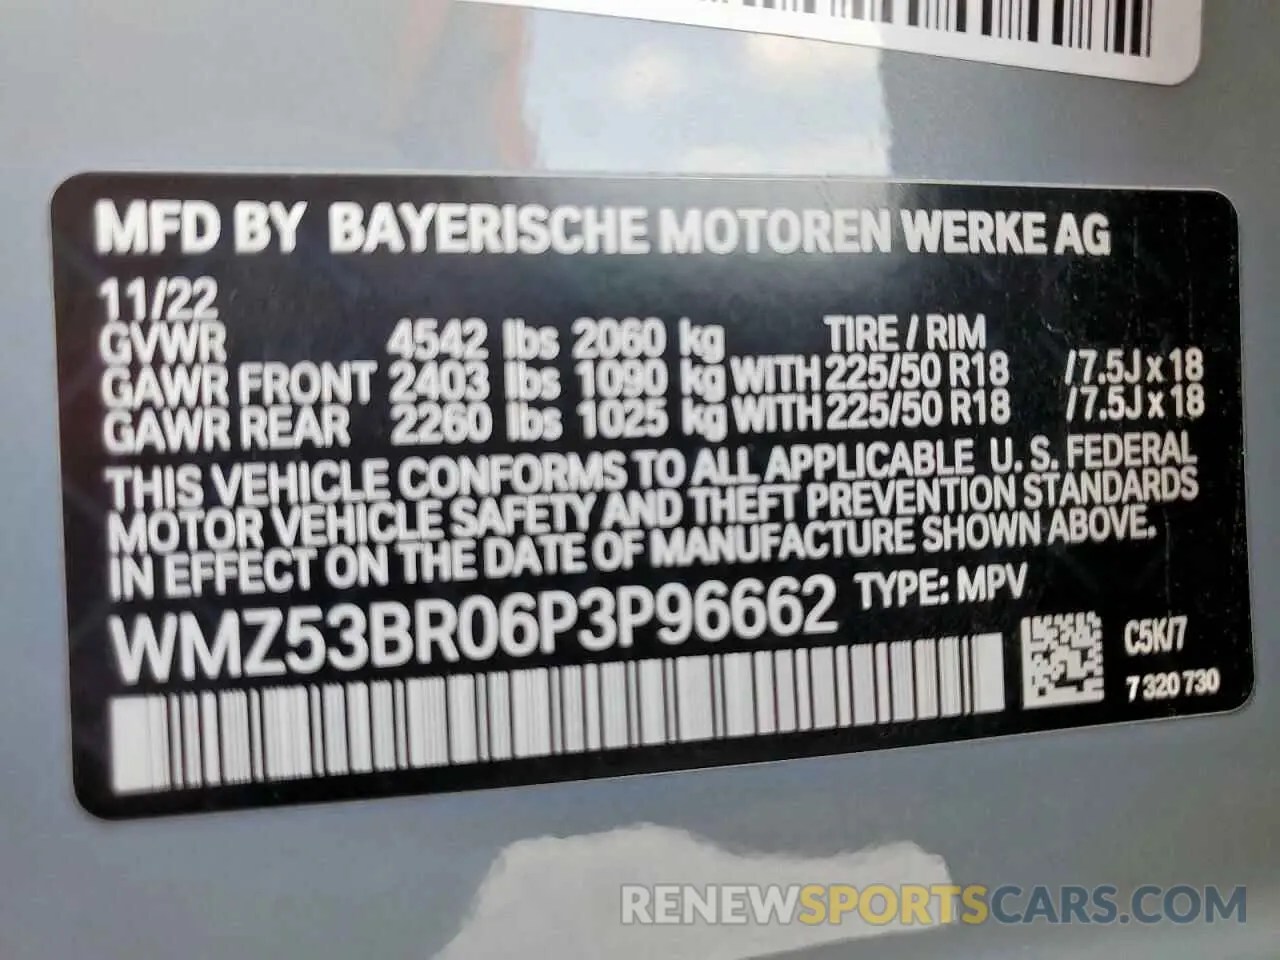 MFD BY BAYERISCHE MOTOREN WERKE AG
11/22
GVWR 4542 lbs 2060 kg TIRE / RIM
GAWR FRONT 2403 lbs 1090 kg WITH 225/50 R18 /7.5J x 18
GAWR REAR 2260 lbs 1025 kg WITH 225/50 R18 /7.5J x 18
THIS VEHICLE CONFORMS TO ALL APPLICABLE U. S. FEDERAL
MOTOR VEHICLE SAFETY AND THEFT PREVENTION STANDARDS
IN EFFECT ON THE DATE OF MANUFACTURE SHOWN ABOVE.
WMZ53BR06P3P96662 TYPE: MPV
C5K/7
7 320 730
RENEWSPORTSCARS.COM